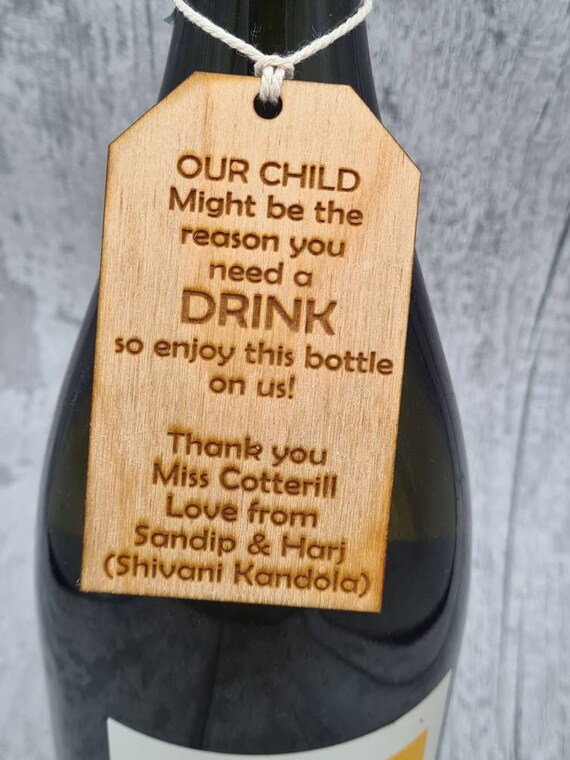 OUR CHILD
Might be the
reason you
need a
DRINK
so enjoy this bottle
on us!
Thank you
Miss Cotterill
Love from
Sandip & Harj
(Shivani Kandola)